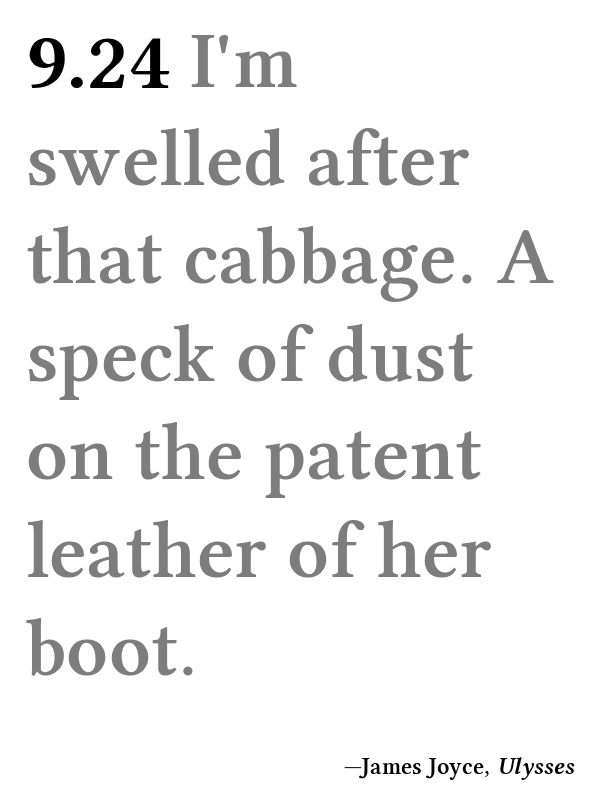 9.24 I'm
swelled after
that cabbage. A
speck of dust
on the patent
leather of her
boot.
—James Joyce, Ulysses